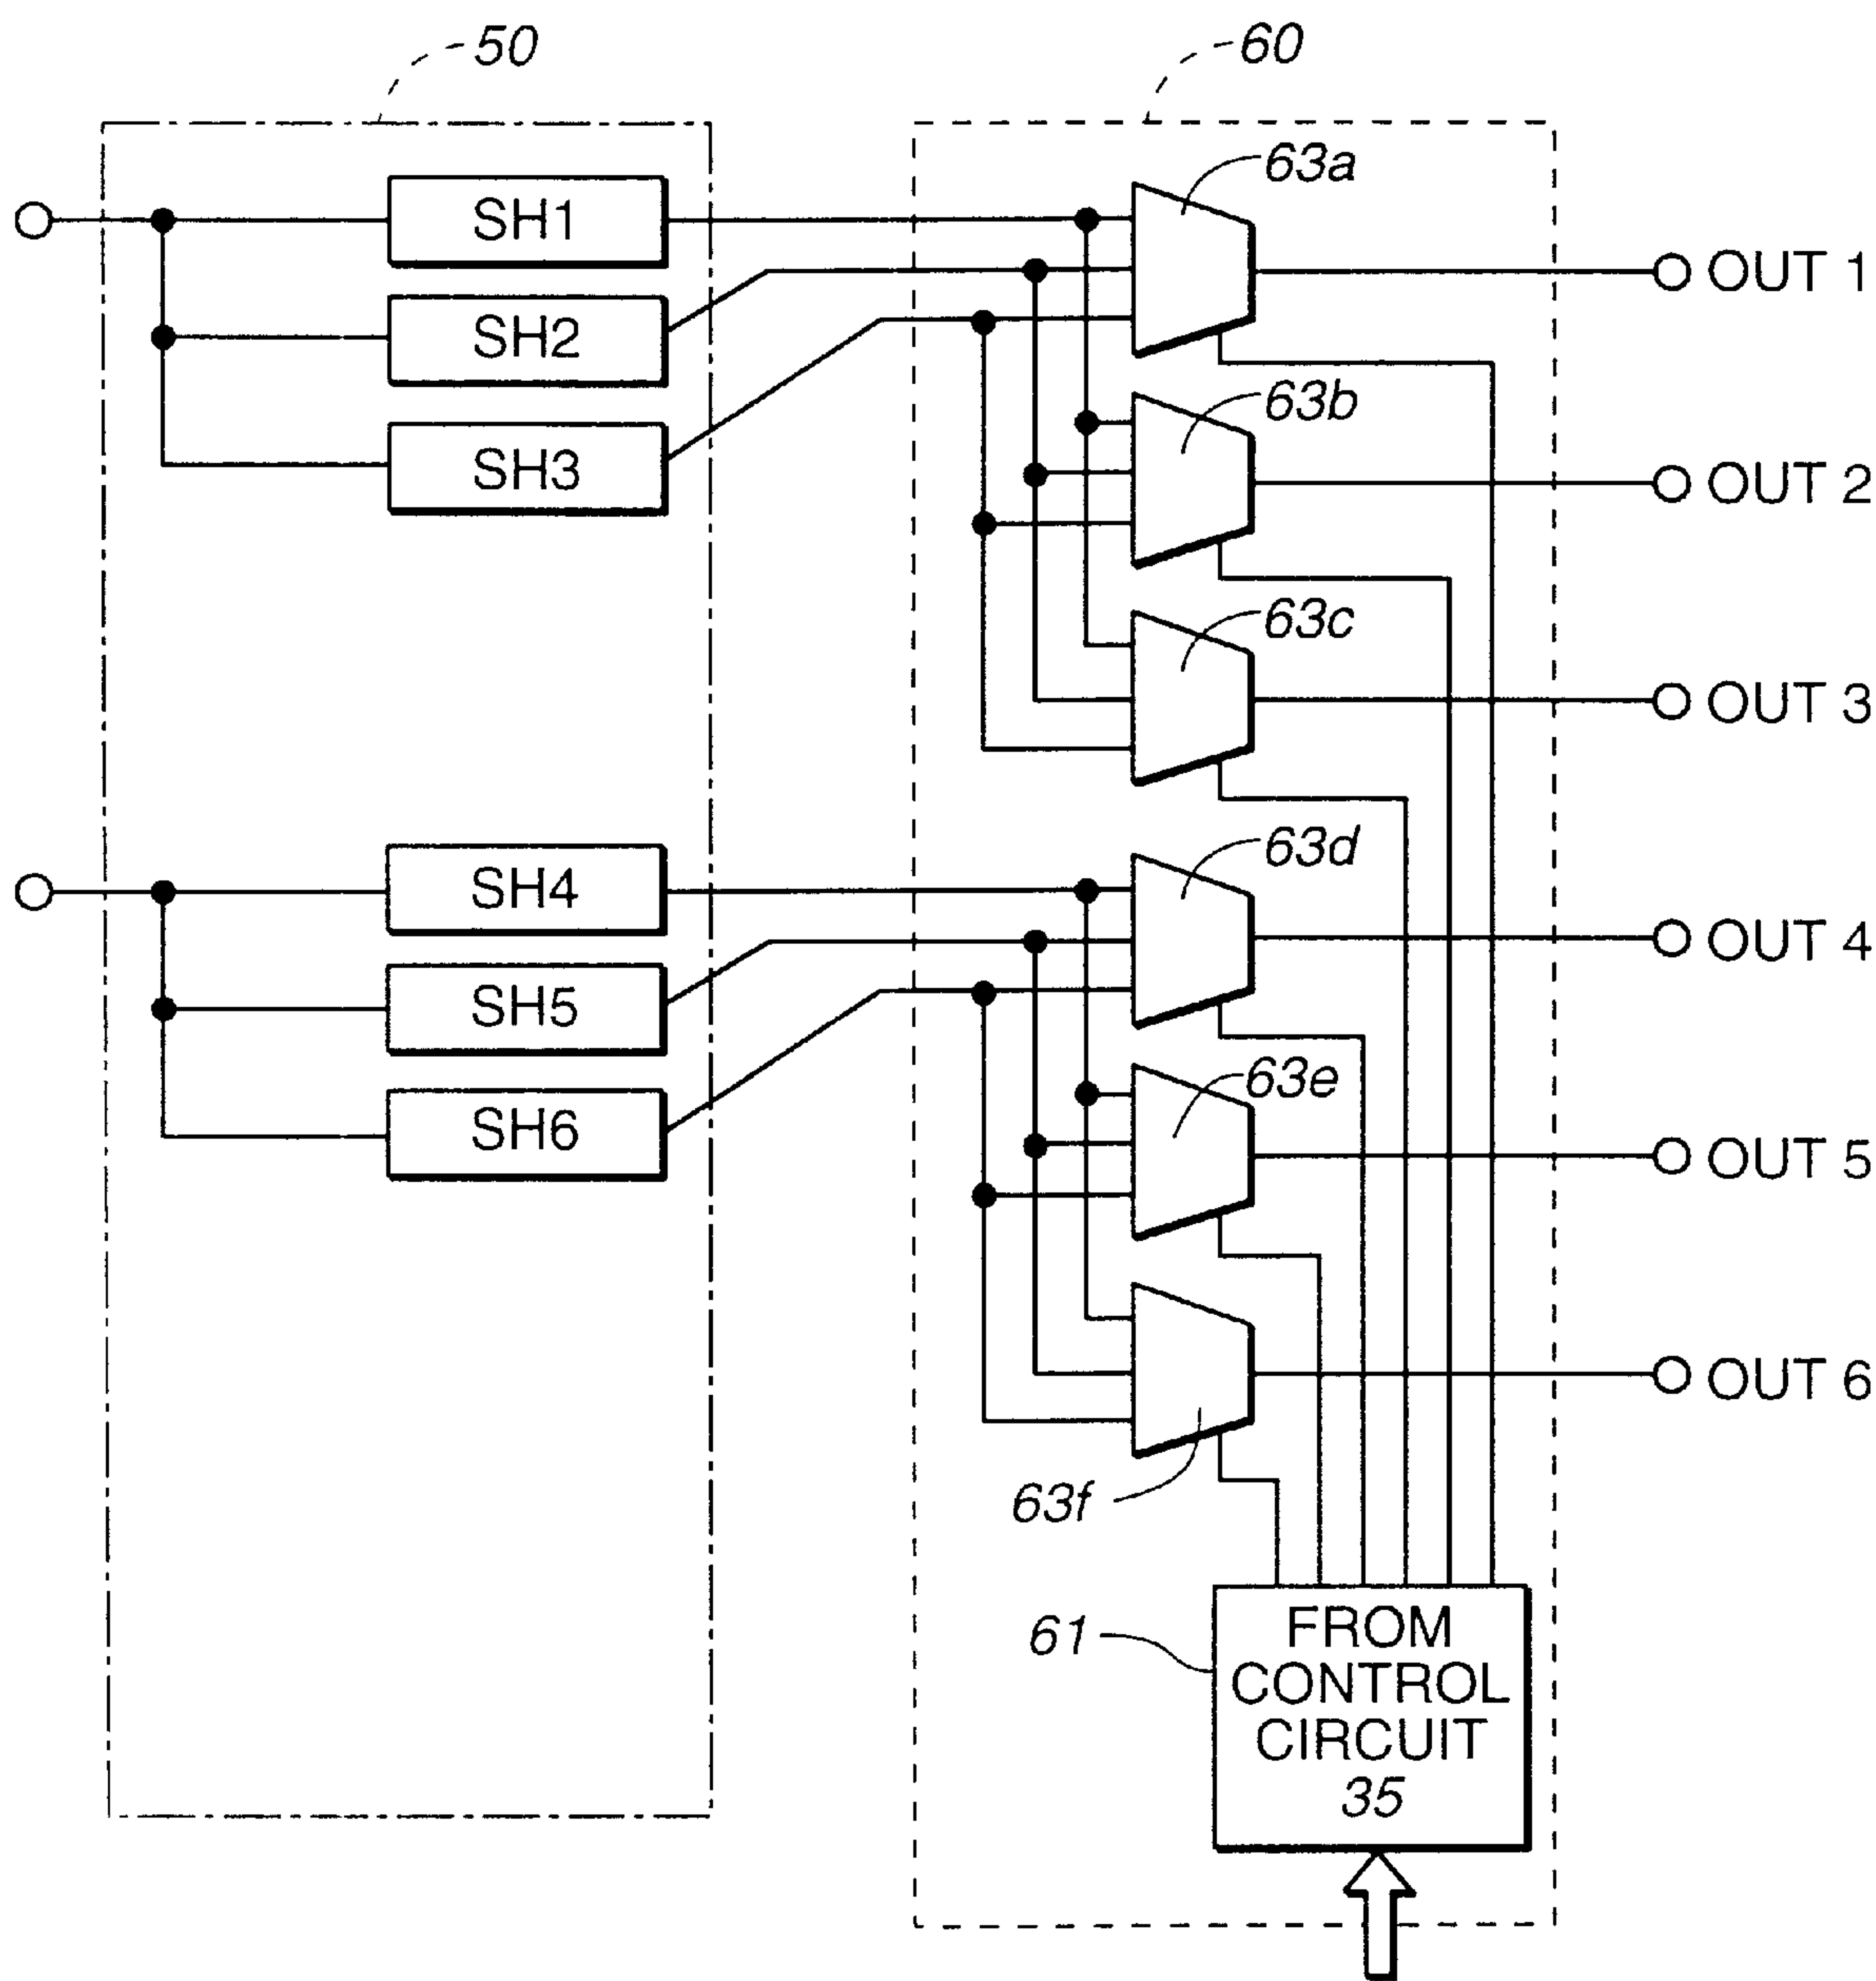 50
60
63a
SH1
OUT 1
SH2
63b
SH3
OUT 2
63c
OUT 3
63d
SH4
OUT 4
SH5
63e
SH6
OUT 5
OUT 6
63f
61
FROM
CONTROL
CIRCUIT
35